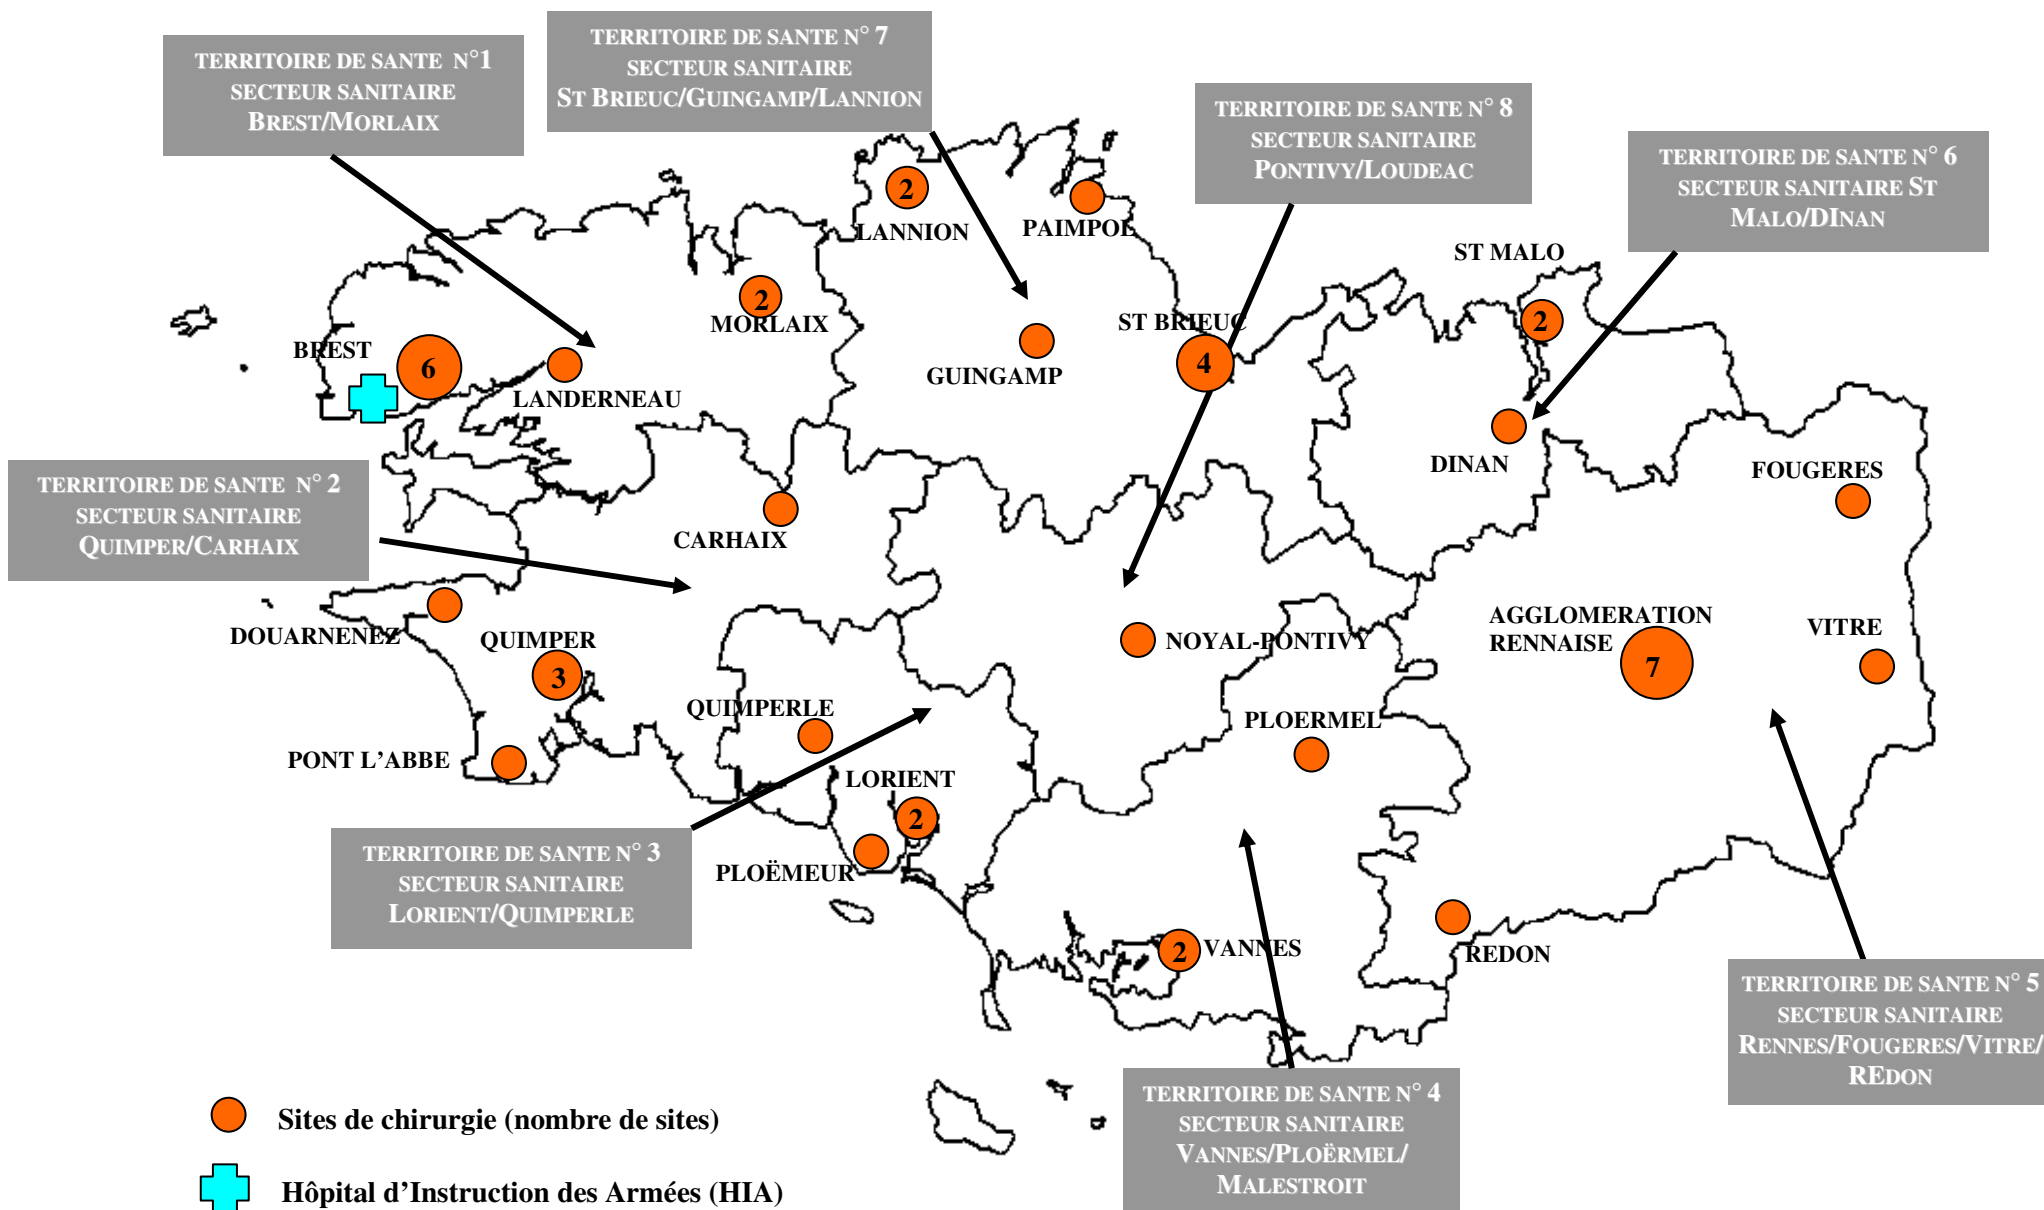 TERRITOIRE DE SANTE N° 7
SECTEUR SANITAIRE
ST BRIEUC/GUINGAMP/LANNION
TERRITOIRE DE SANTE N°1
SECTEUR SANITAIRE
BREST/MORLAIX
TERRITOIRE DE SANTE N° 8
SECTEUR SANITAIRE
PONTIVY/LOUDEAC
TERRITOIRE DE SANTE N° 6
SECTEUR SANITAIRE ST
MALO/DINAN
2
LANNION
PAIMPOL
ST MALO
2
2
MORLAIX
ST BRIEUC
4
BREST
6
GUINGAMP
LANDERNEAU
DINAN
FOUGERES
TERRITOIRE DE SANTE N° 2
SECTEUR SANITAIRE
QUIMPER/CARHAIX
CARHAIX
DOUARNENEZ
QUIMPER
3
NOYAL-PONTIVY
AGGLOMERATION
RENNAISE
7
VITRE
QUIMPERLE
PLOERMEL
PONT L'ABBE
LORIENT
2
PLOËMEUR
TERRITOIRE DE SANTE N° 3
SECTEUR SANITAIRE
LORIENT/QUIMPERLE
2
VANNES
REDON
TERRITOIRE DE SANTE N° 5
SECTEUR SANITAIRE
RENNES/FOUGERES/VITRE/
REDON
TERRITOIRE DE SANTE N° 4
SECTEUR SANITAIRE
VANNES/PLOËRMEL/
MALESTROIT
Sites de chirurgie (nombre de sites)
Hôpital d'Instruction des Armées (HIA)